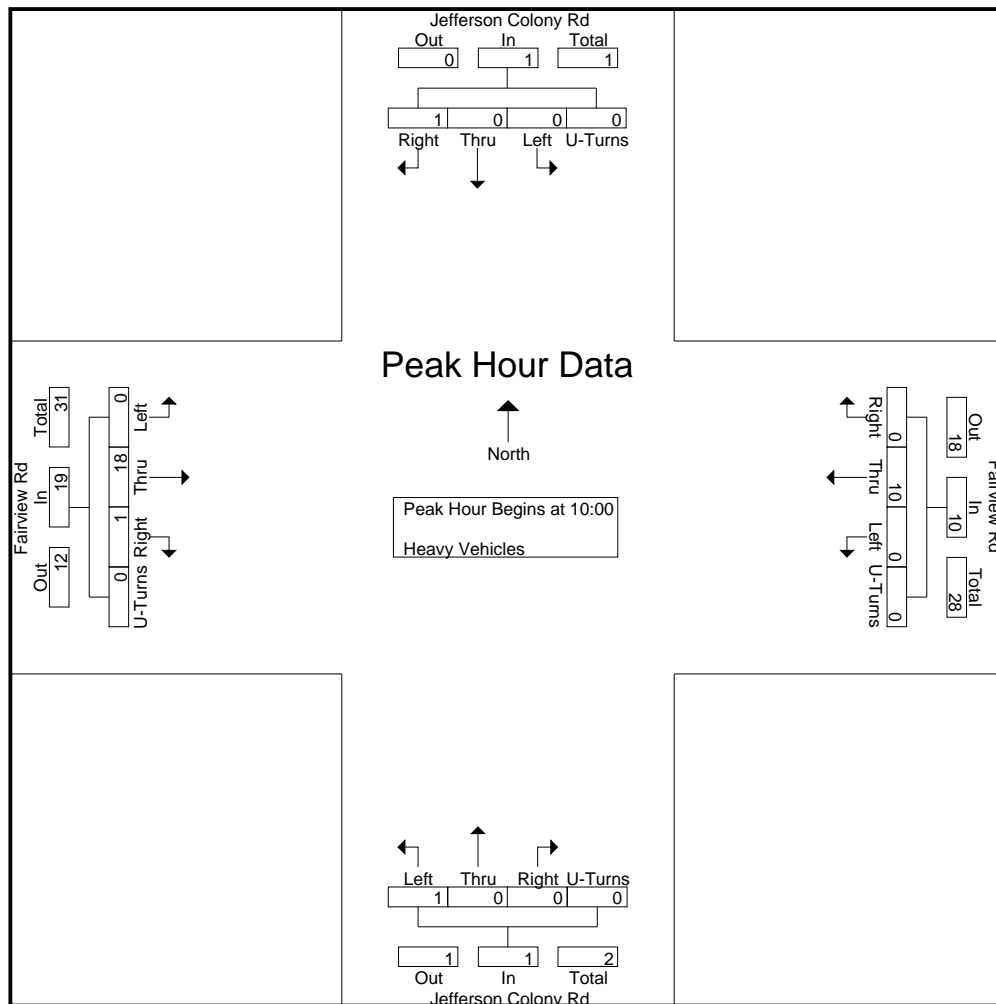 Jefferson Colony Rd
Out In Total
0 1 1
1 0 0 0
Right Thru Left U-Turns
Peak Hour Data
North
Peak Hour Begins at 10:00
Heavy Vehicles
Fairview Rd
Total In Out
31 19 12
0 18 1 0
Left Thru Right U-Turns
Fairview Rd
Out In Total
18 10 28
0 10 0 0
Right Thru Left U-Turns
Left Thru Right U-Turns
1 0 0 0
1 1 2
Out In Total
Jefferson Colony Rd